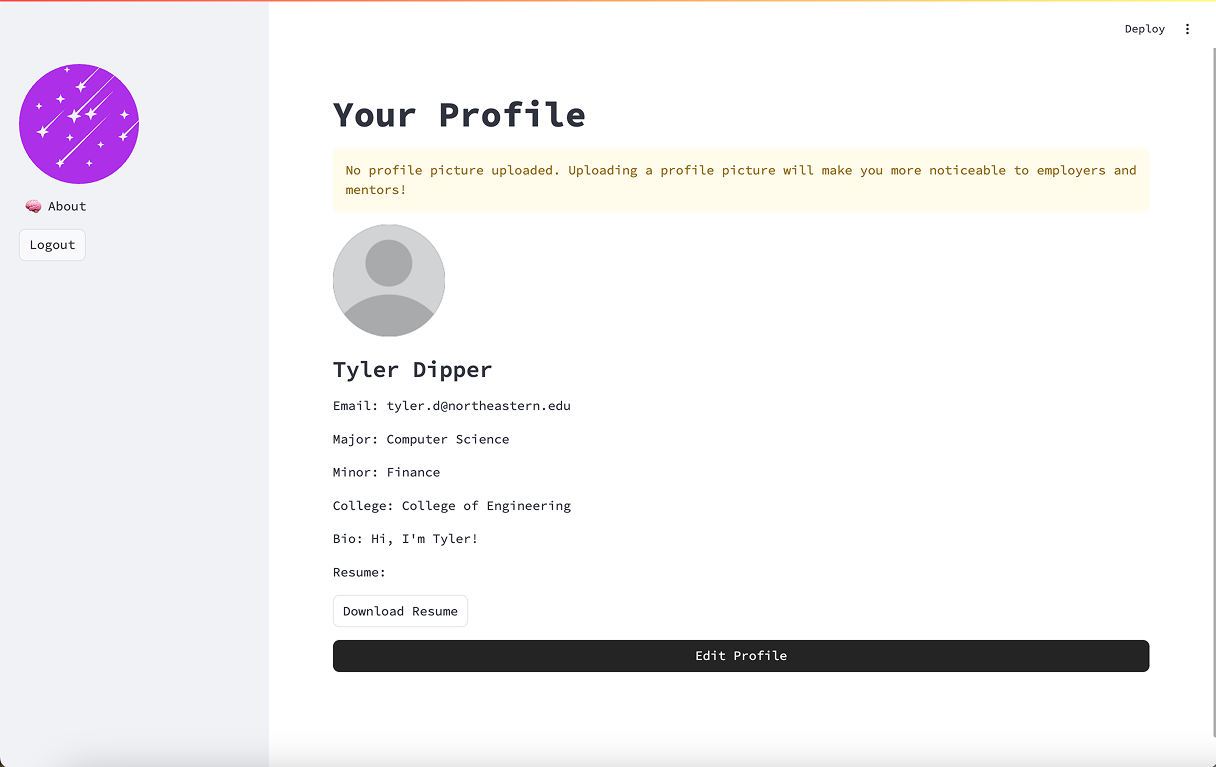 Deploy
🧠 About
Logout
Your Profile
No profile picture uploaded. Uploading a profile picture will make you more noticeable to employers and
mentors!
Tyler Dipper
Email: tyler.d@northeastern.edu
Major: Computer Science
Minor: Finance
College: College of Engineering
Bio: Hi, I'm Tyler!
Resume:
Download Resume
Edit Profile